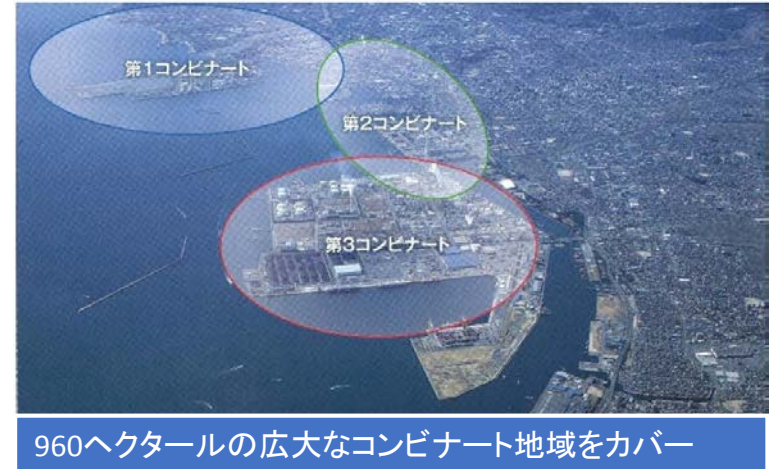 第1コンビナート
第2コンビナート
第3コンビナート
960ヘクタールの広大なコンビナート地域をカバー